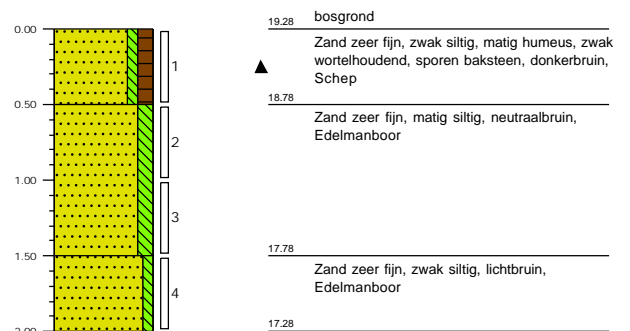 19.28 bosgrond
0.00
Zand zeer fijn, zwak siltig, matig humeus, zwak
wortelhoudend, sporen baksteen, donkerbruin,
Schep
1
18.78
0.50
Zand zeer fijn, matig siltig, neutraalbruin,
Edelmanboor
2
1.00
3
17.78
1.50
Zand zeer fijn, zwak siltig, lichtbruin,
Edelmanboor
4
17.28
2.00